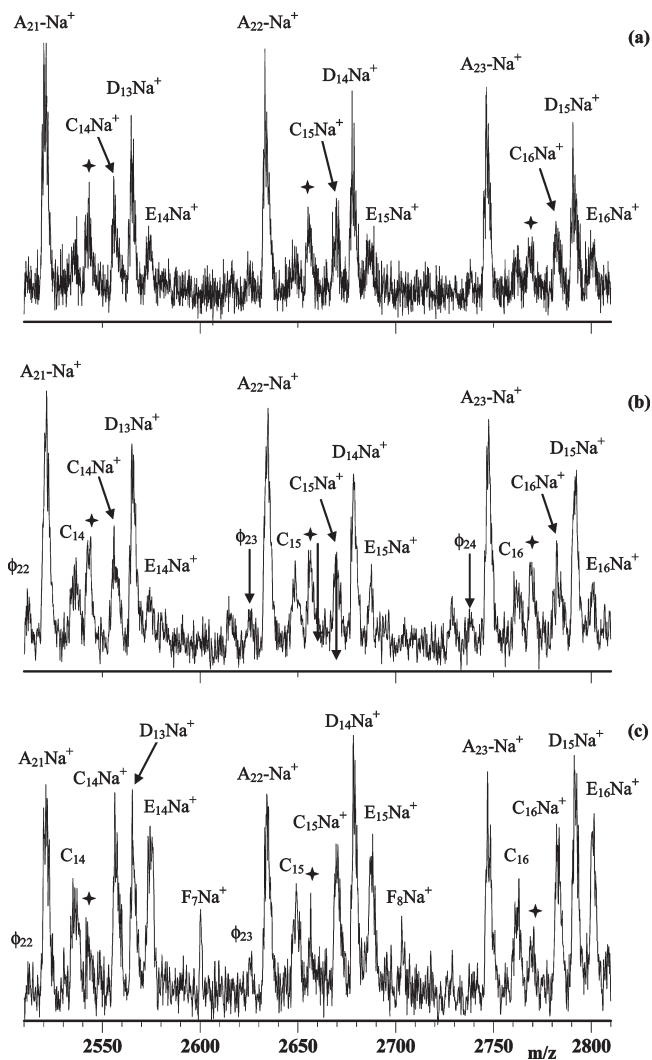 A₂₁-Na⁺ A₂₂-Na⁺ (a)
A₂₃-Na⁺
D₁₃Na⁺ D₁₄Na⁺ D₁₅Na⁺
C₁₄Na⁺ C₁₅Na⁺ C₁₆Na⁺
✦ ✦ ✦
E₁₄Na⁺ E₁₅Na⁺ E₁₆Na⁺
A₂₁-Na⁺ A₂₂-Na⁺ A₂₃-Na⁺ (b)
D₁₃Na⁺ D₁₄Na⁺ D₁₅Na⁺
C₁₄Na⁺ C₁₅Na⁺ C₁₆Na⁺
C₁₄ ✦ ϕ₂₃ C₁₅ ✦ ϕ₂₄ C₁₆ ✦
ϕ₂₂ E₁₄Na⁺ E₁₅Na⁺ E₁₆Na⁺
D₁₃Na⁺ D₁₄Na⁺ D₁₅Na⁺ (c)
A₂₁Na⁺ C₁₄Na⁺ A₂₂-Na⁺ A₂₃-Na⁺
E₁₄Na⁺ C₁₅Na⁺ E₁₅Na⁺ C₁₆Na⁺ E₁₆Na⁺
C₁₄ ✦ C₁₅ ✦ C₁₆ ✦
F₇Na⁺ F₈Na⁺
ϕ₂₂ ϕ₂₃
2550 2600 2650 2700 2750 2800
m/z